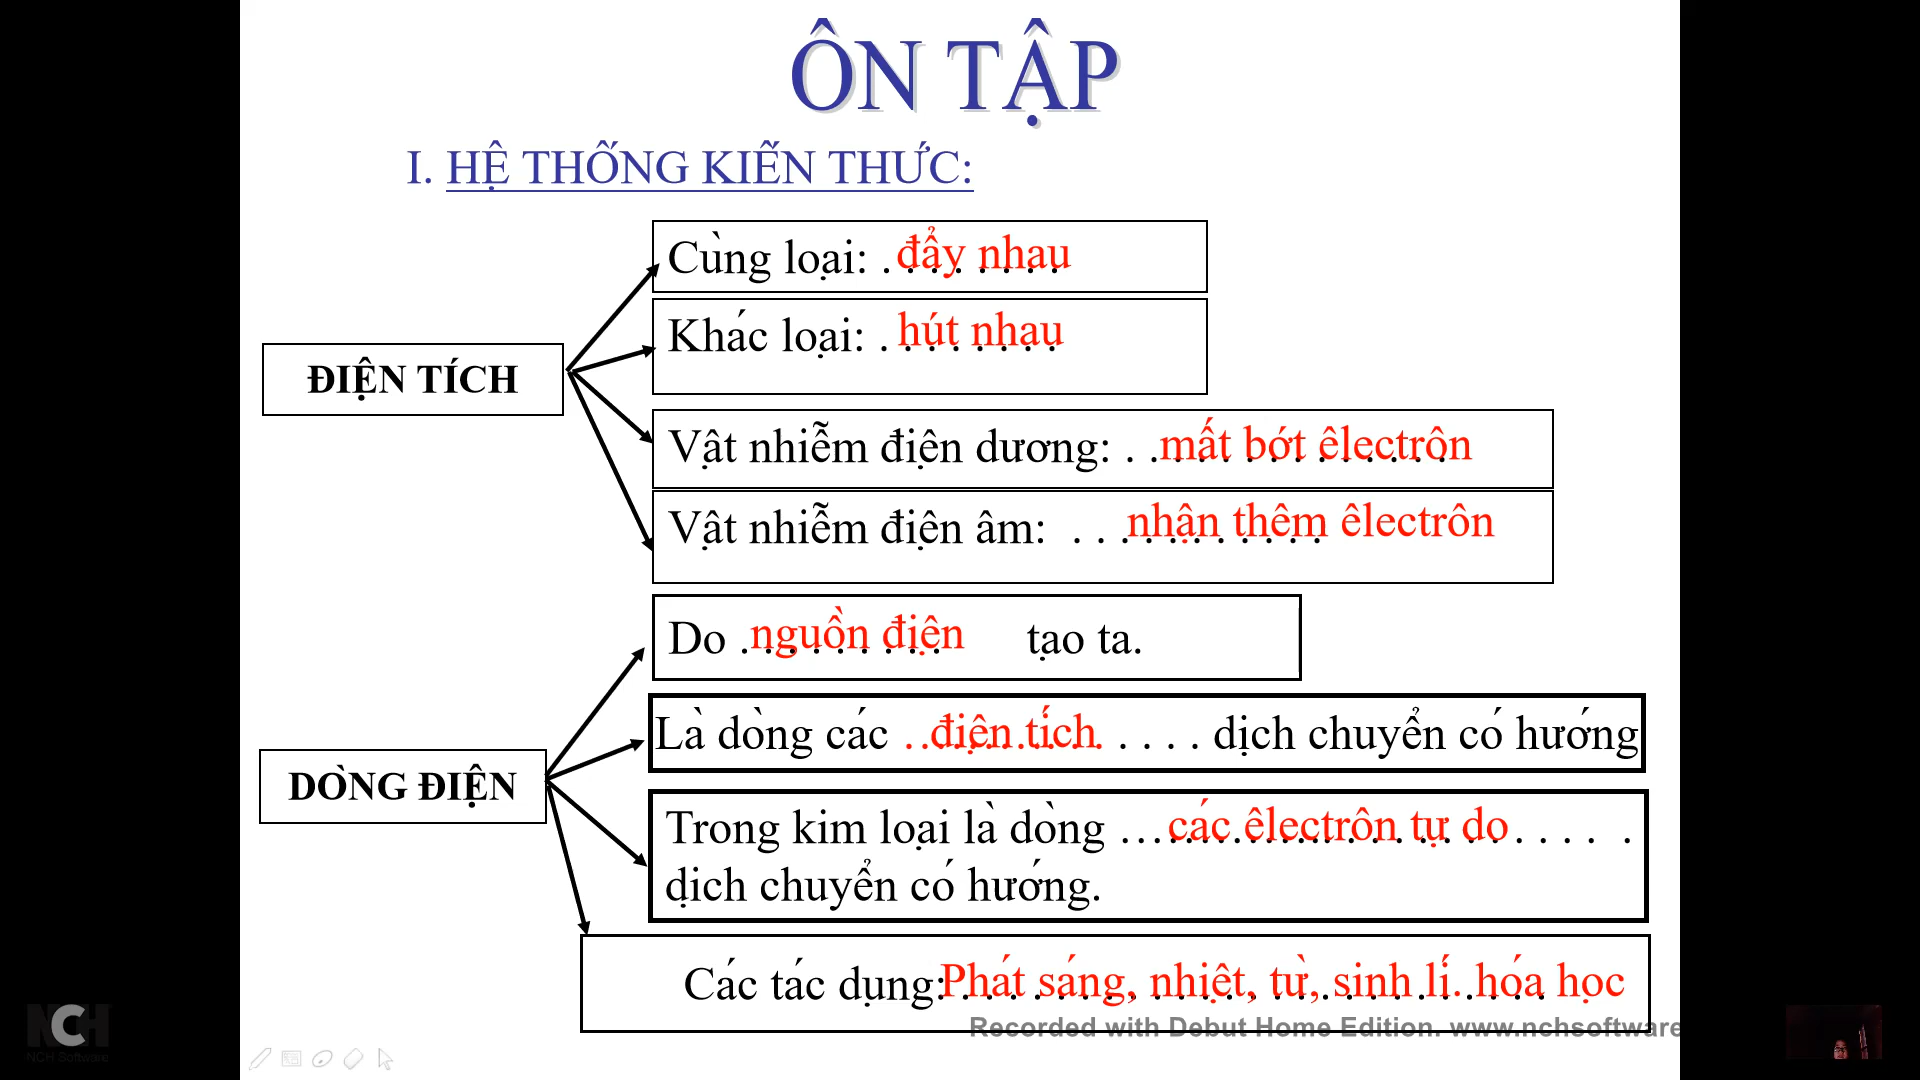 ÔN TẬP
I. HỆ THỐNG KIẾN THỨC:
Cùng loại: . . . . . . . . đẩy nhau
Khác loại: . . . . . . . . hút nhau
ĐIỆN TÍCH
Vật nhiễm điện dương: . . . . . . . . . . . . . . mất bớt êlectrôn
Vật nhiễm điện âm: . . . . . . . . . . . nhận thêm êlectrôn
Do . . . . . . . . . nguồn điện tạo ta.
Là dòng các . . điện tích . . . . dịch chuyển có hướng
DÒNG ĐIỆN
Trong kim loại là dòng … các êlectrôn tự do . . . . .
dịch chuyển có hướng.
Các tác dụng: Phát sáng, nhiệt, từ, sinh lí. hóa học
Recorded with Debut Home Edition. www.nchsoftware
NCH
NCH Software